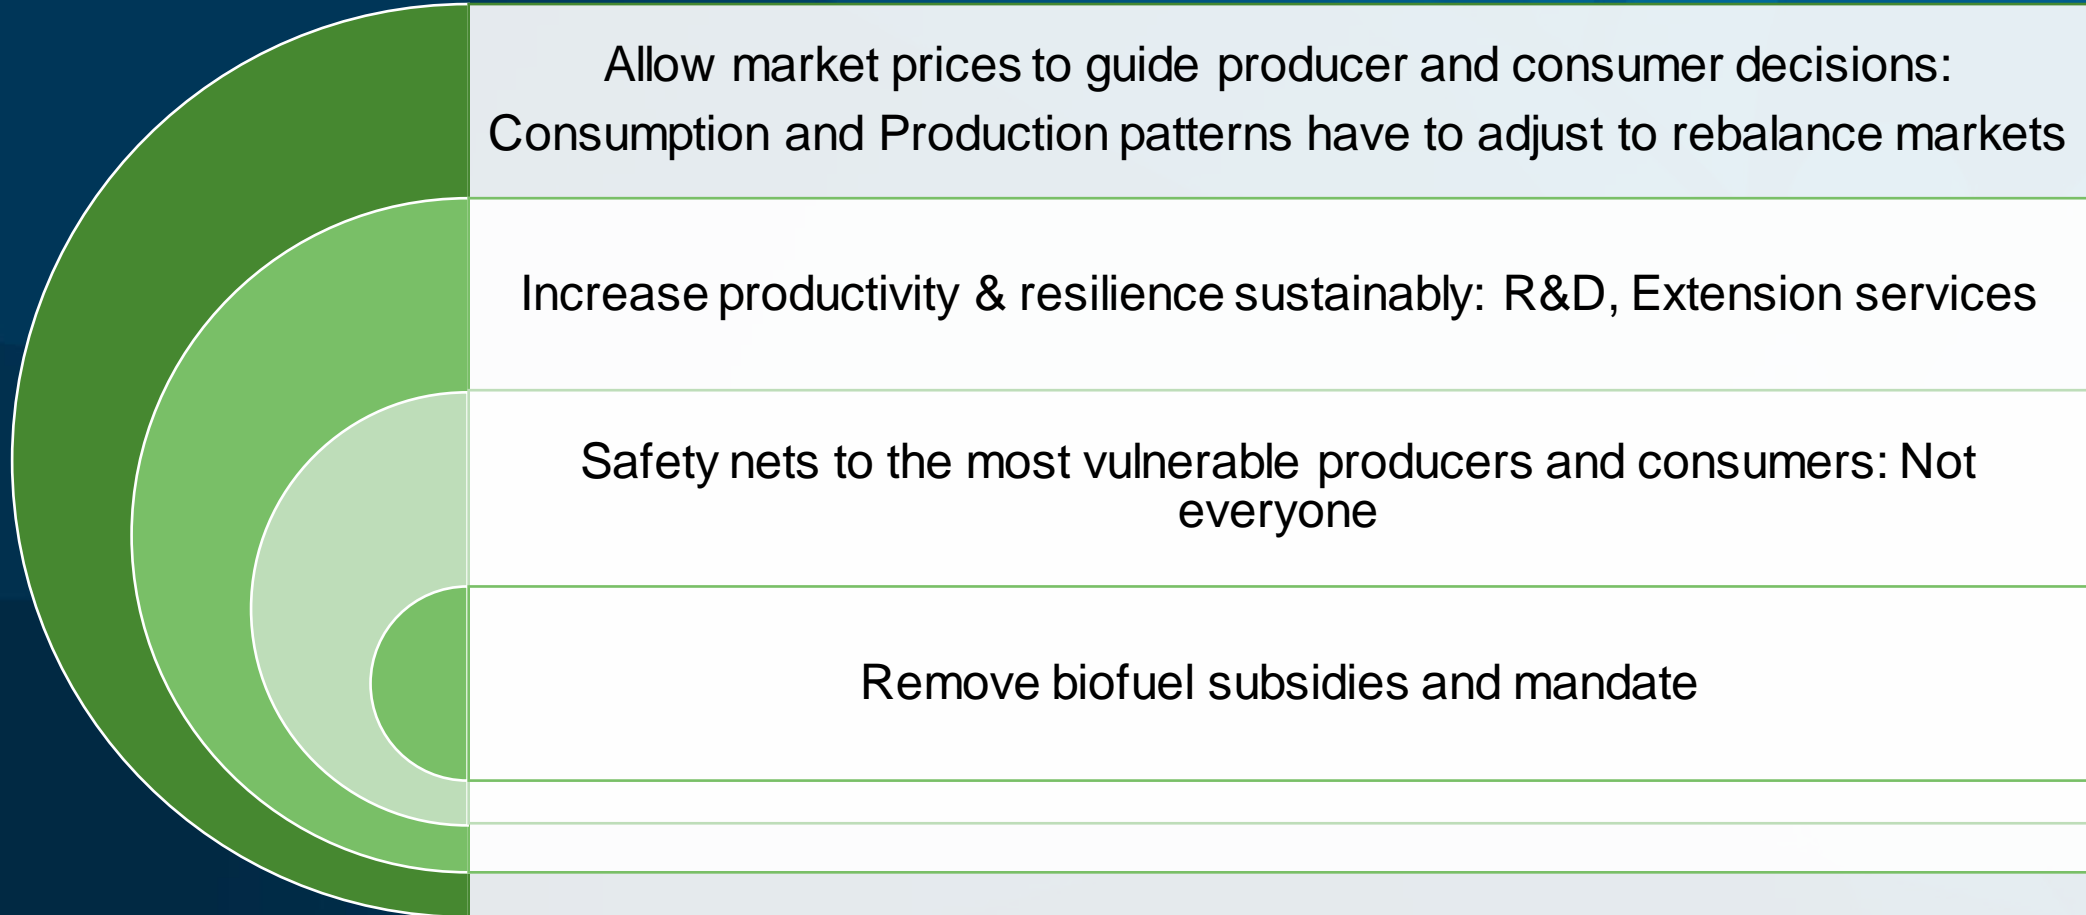 Allow market prices to guide producer and consumer decisions:
Consumption and Production patterns have to adjust to rebalance markets
Increase productivity & resilience sustainably: R&D, Extension services
Safety nets to the most vulnerable producers and consumers: Not
everyone
Remove biofuel subsidies and mandate